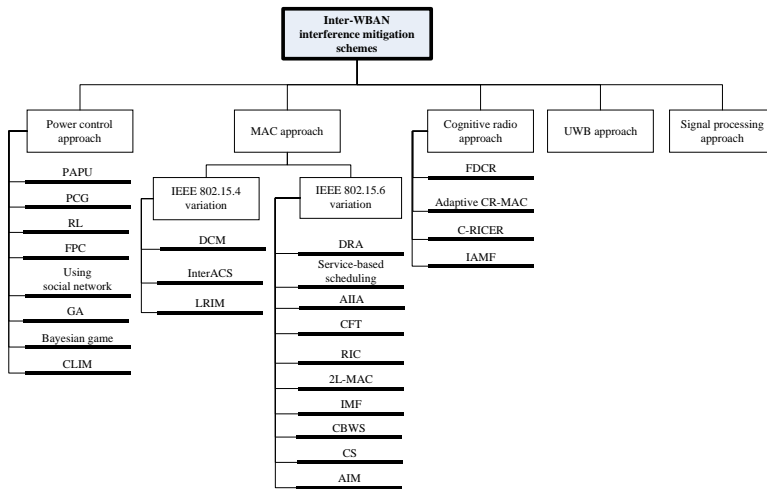 Inter-WBAN
interference mitigation
schemes
Power control
approach
MAC approach
Cognitive radio
approach
UWB approach
Signal processing
approach
PAPU
PCG
RL
FPC
Using
social network
GA
Bayesian game
CLIM
IEEE 802.15.4
variation
DCM
InterACS
LRIM
IEEE 802.15.6
variation
DRA
Service-based
scheduling
AIIA
CFT
RIC
2L-MAC
IMF
CBWS
CS
AIM
FDCR
Adaptive CR-MAC
C-RICER
IAMF